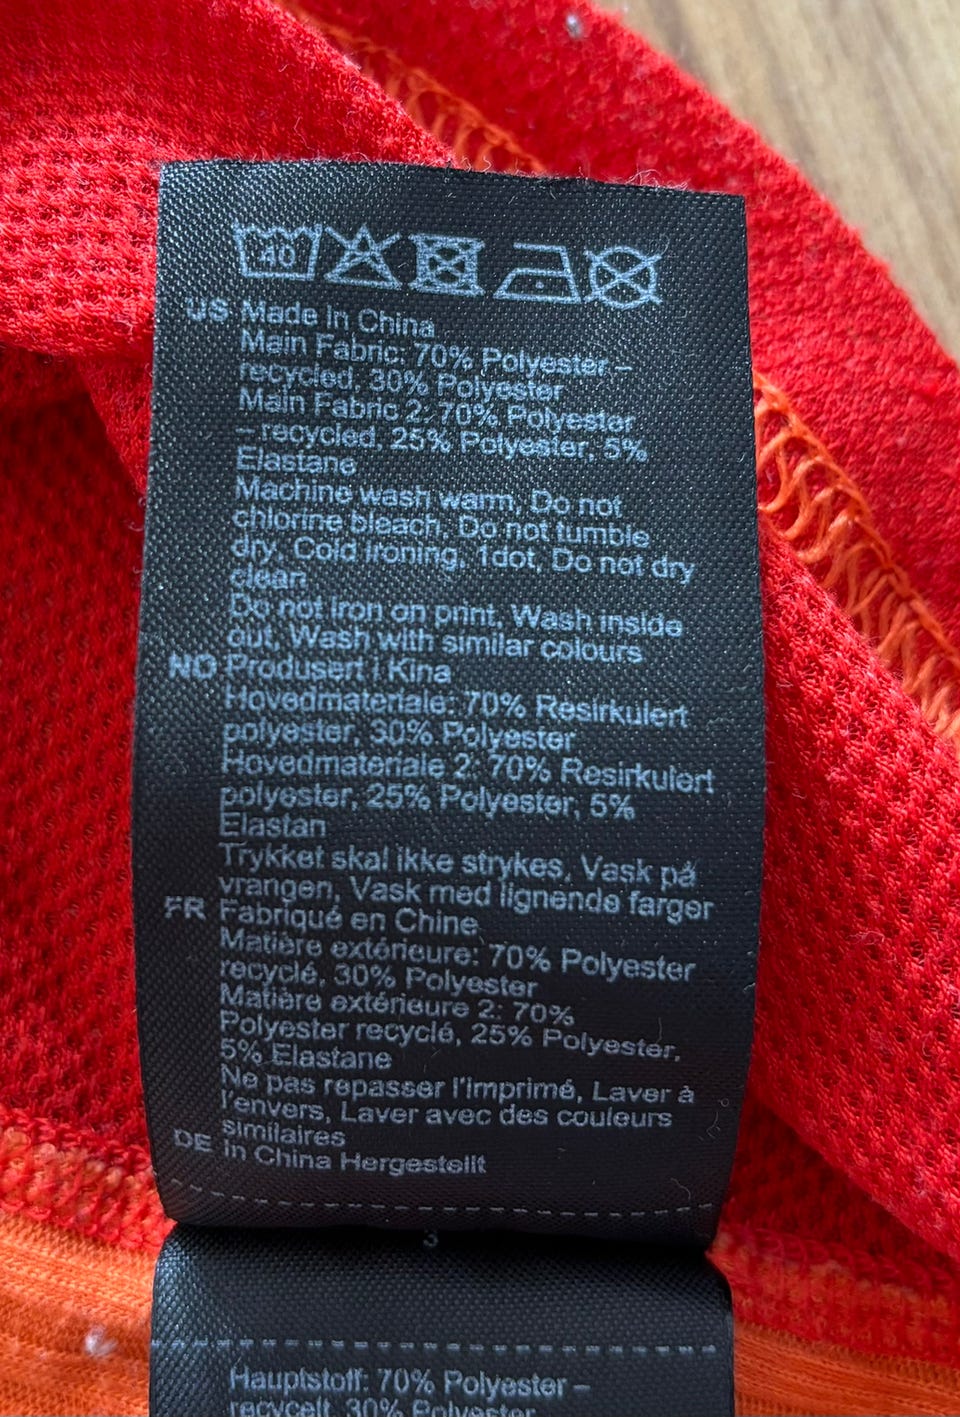 40
US Made in China
Main Fabric: 70% Polyester –
recycled, 30% Polyester
Main Fabric 2: 70% Polyester
– recycled, 25% Polyester, 5%
Elastane
Machine wash warm, Do not
chlorine bleach, Do not tumble
dry, Cold ironing, 1dot, Do not dry
clean
Do not iron on print, Wash inside
out, Wash with similar colours
NO Produsert i Kina
Hovedmateriale: 70% Resirkulert
polyester, 30% Polyester
Hovedmateriale 2: 70% Resirkulert
polyester, 25% Polyester, 5%
Elastan
Trykket skal ikke strykes, Vask på
vrangen, Vask med lignende farger
FR Fabriqué en Chine
Matière extérieure: 70% Polyester
recyclé, 30% Polyester
Matière extérieure 2: 70%
Polyester recyclé, 25% Polyester,
5% Elastane
Ne pas repasser l'imprimé, Laver à
l'envers, Laver avec des couleurs
similaires
DE In China Hergestellt
3
Hauptstoff: 70% Polyester –
recycelt, 30% Polyester